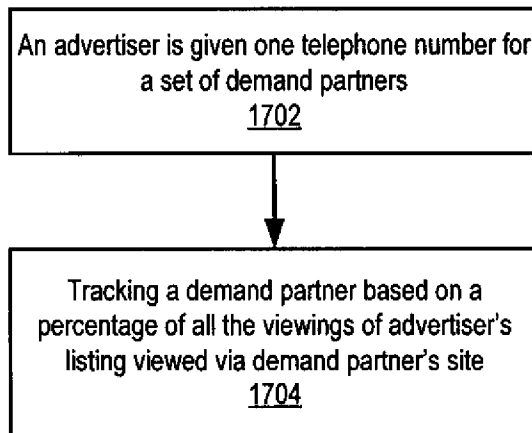 An advertiser is given one telephone number for
a set of demand partners
1702
Tracking a demand partner based on a
percentage of all the viewings of advertiser's
listing viewed via demand partner's site
1704